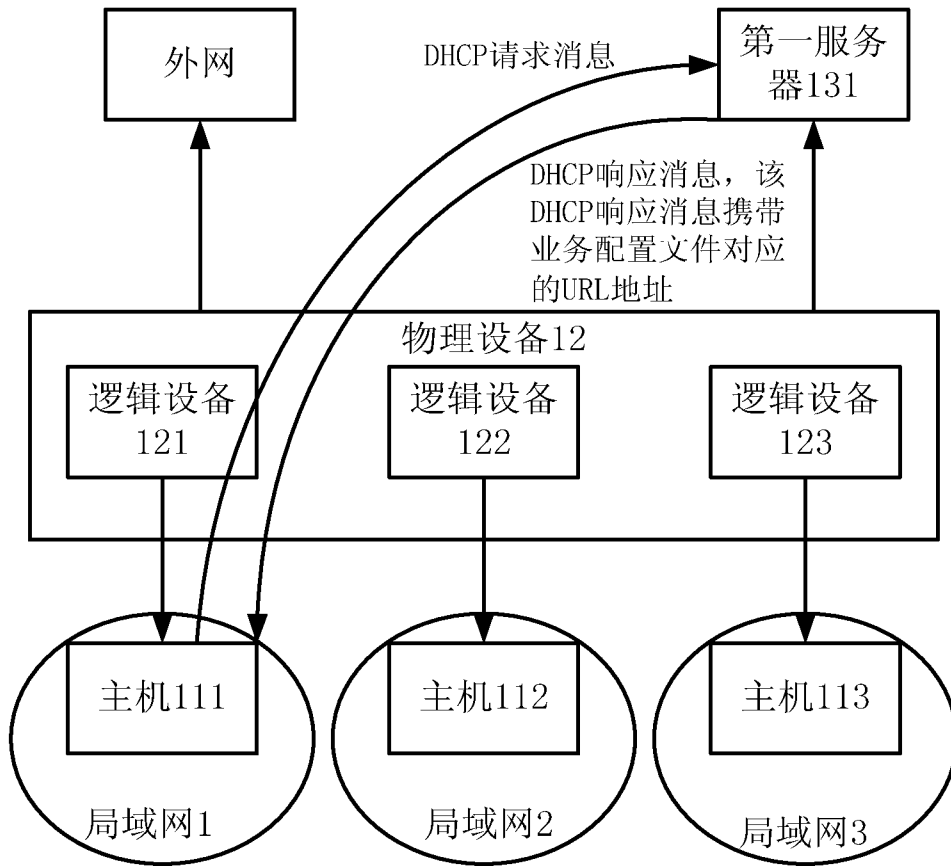 外网
DHCP请求消息
第一服务
器131
DHCP响应消息，该
DHCP响应消息携带
业务配置文件对应
的URL地址
物理设备12
逻辑设备
121
逻辑设备
122
逻辑设备
123
主机111
主机112
主机113
局域网1
局域网2
局域网3